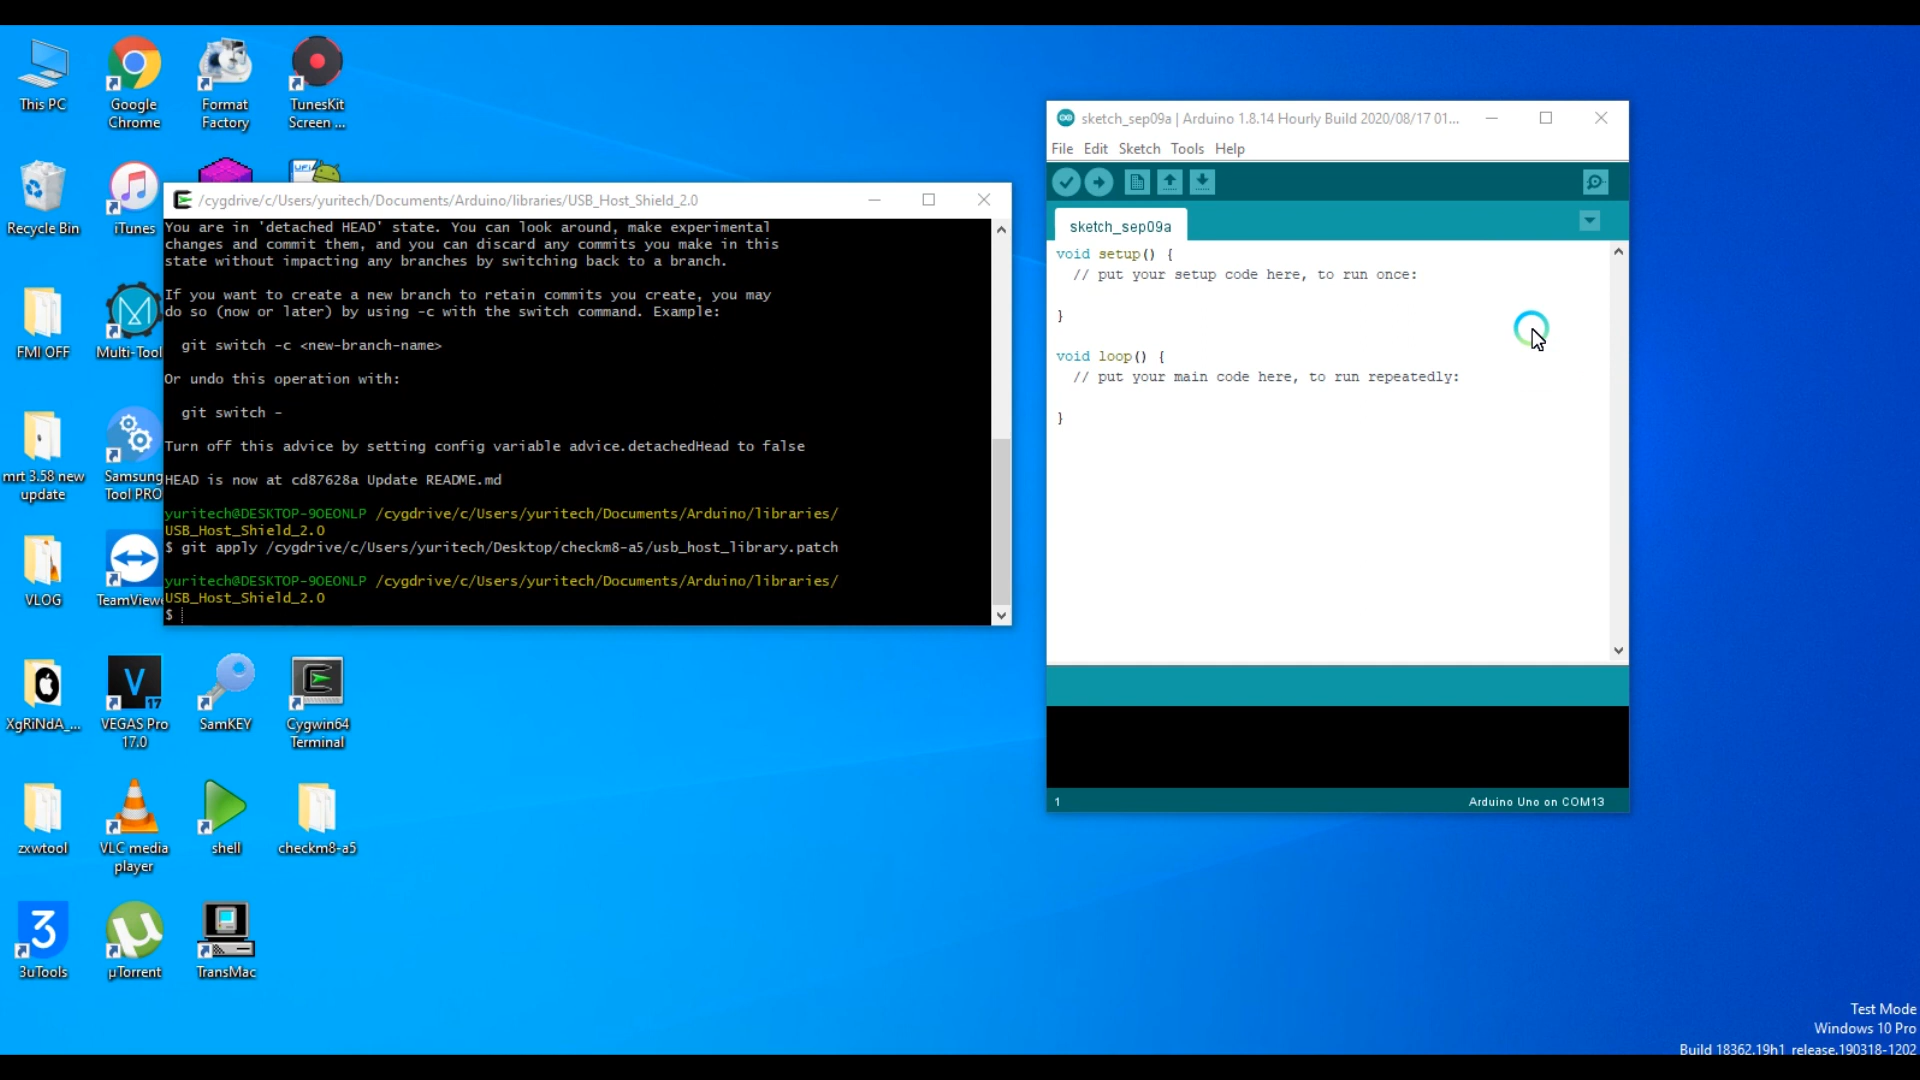 This PC
Google
Chrome
Format
Factory
TunesKit
Screen ...
Recycle Bin
iTunes
FMI OFF
Multi-Tool
mrt 3.58 new
update
Samsung
Tool PRO
VLOG
TeamViewe
XgRiNdA_...
VEGAS Pro
17.0
SamKEY
Cygwin64
Terminal
zxwtool
VLC media
player
shell
checkm8-a5
3uTools
µTorrent
TransMac
/cygdrive/c/Users/yuritech/Documents/Arduino/libraries/USB_Host_Shield_2.0
You are in 'detached HEAD' state. You can look around, make experimental
changes and commit them, and you can discard any commits you make in this
state without impacting any branches by switching back to a branch.
If you want to create a new branch to retain commits you create, you may
do so (now or later) by using -c with the switch command. Example:
git switch -c <new-branch-name>
Or undo this operation with:
git switch -
Turn off this advice by setting config variable advice.detachedHead to false
HEAD is now at cd87628a Update README.md
yuritech@DESKTOP-9OEONLP /cygdrive/c/Users/yuritech/Documents/Arduino/libraries/
USB_Host_Shield_2.0
$ git apply /cygdrive/c/Users/yuritech/Desktop/checkm8-a5/usb_host_library.patch
yuritech@DESKTOP-9OEONLP /cygdrive/c/Users/yuritech/Documents/Arduino/libraries/
USB_Host_Shield_2.0
$
sketch_sep09a | Arduino 1.8.14 Hourly Build 2020/08/17 01...
File Edit Sketch Tools Help
sketch_sep09a
void setup() {
// put your setup code here, to run once:
}
void loop() {
// put your main code here, to run repeatedly:
}
1
Arduino Uno on COM13
Test Mode
Windows 10 Pro
Build 18362.19h1_release.190318-1202